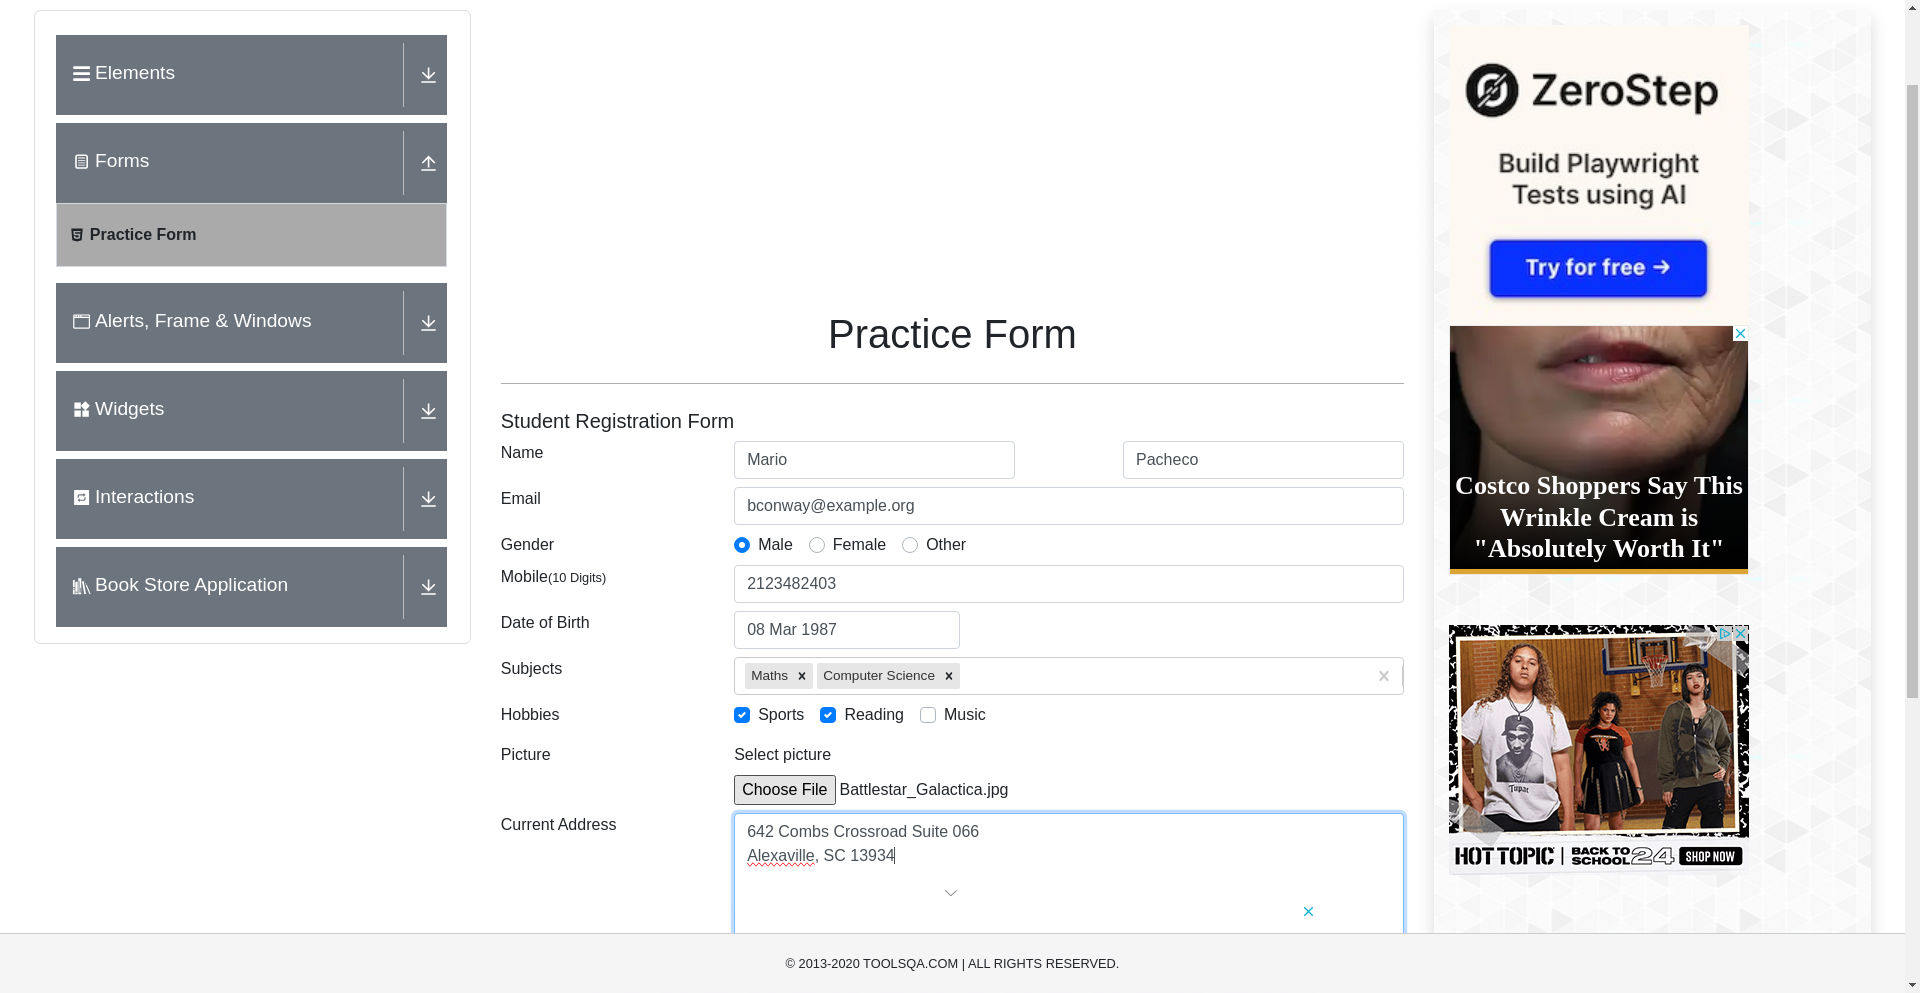 Elements
Forms
Practice Form
Alerts, Frame & Windows
Widgets
Interactions
Book Store Application
Practice Form
Student Registration Form
Name
Mario
Pacheco
Email
bconway@example.org
Gender
Male
Female
Other
Mobile(10 Digits)
2123482403
Date of Birth
08 Mar 1987
Subjects
Maths
Computer Science
Hobbies
Sports
Reading
Music
Picture
Select picture
Choose File Battlestar_Galactica.jpg
Current Address
642 Combs Crossroad Suite 066
Alexaville, SC 13934
ZeroStep
Build Playwright
Tests using AI
Try for free →
Costco Shoppers Say This
Wrinkle Cream is
"Absolutely Worth It"
Tupac
HOT TOPIC
BACK TO
SCHOOL 24
SHOP NOW
© 2013-2020 TOOLSQA.COM | ALL RIGHTS RESERVED.